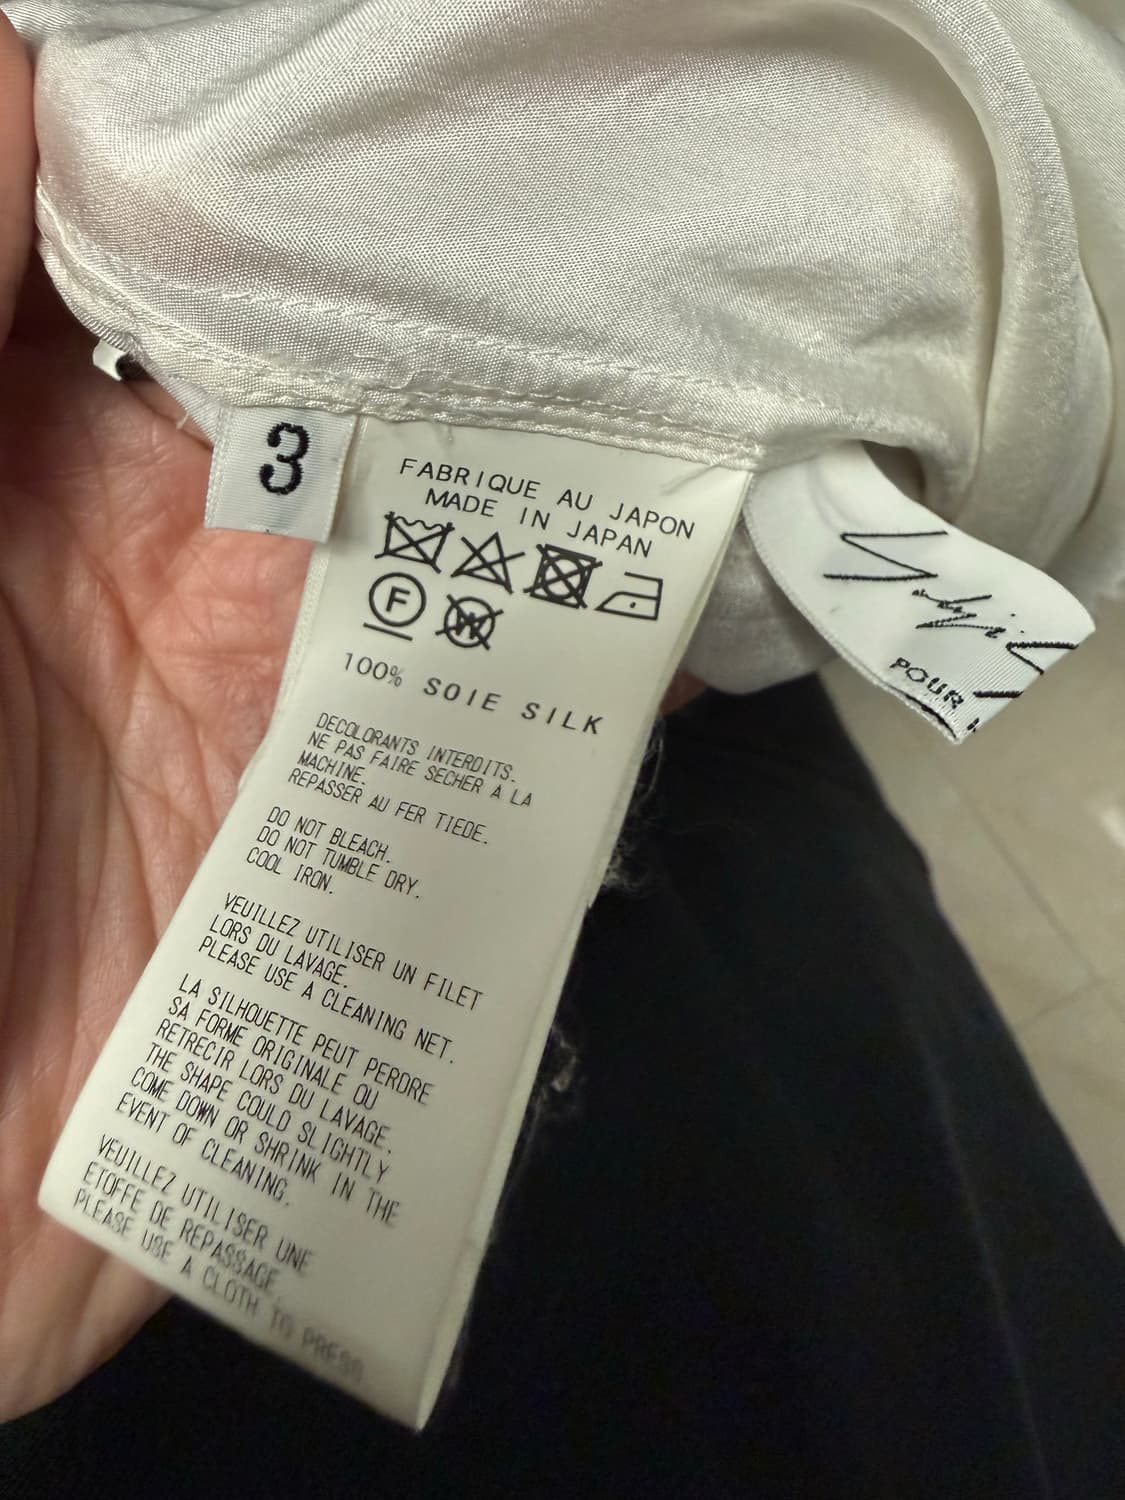 3
FABRIQUE AU JAPON
MADE IN JAPAN
F
W
100% SOIE SILK
DECOLORANTS INTERDITS.
NE PAS FAIRE SECHER A LA
MACHINE.
REPASSER AU FER TIEDE.
DO NOT BLEACH.
DO NOT TUMBLE DRY.
COOL IRON.
VEUILLEZ UTILISER UN FILET
LORS DU LAVAGE.
PLEASE USE A CLEANING NET.
LA SILHOUETTE PEUT PERDRE
SA FORME ORIGINALE OU
RETRECIR LORS DU LAVAGE.
THE SHAPE COULD SLIGHTLY
COME DOWN OR SHRINK IN THE
EVENT OF CLEANING.
VEUILLEZ UTILISER UNE
ETOFFE DE REPASSAGE.
PLEASE USE A CLOTH TO PRESS
POUR